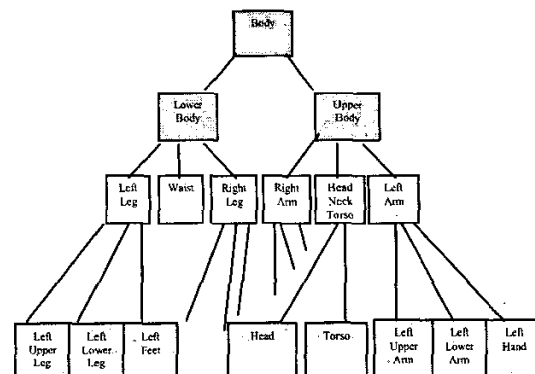 Body
Lower
Body
Upper
Body
Left
Leg
Waist
Right
Leg
Right
Arm
Head
Neck
Torso
Left
Arm
Left
Upper
Leg
Left
Lower
Leg
Left
Feet
Head
Torso
Left
Upper
Arm
Left
Lower
Arm
Left
Hand